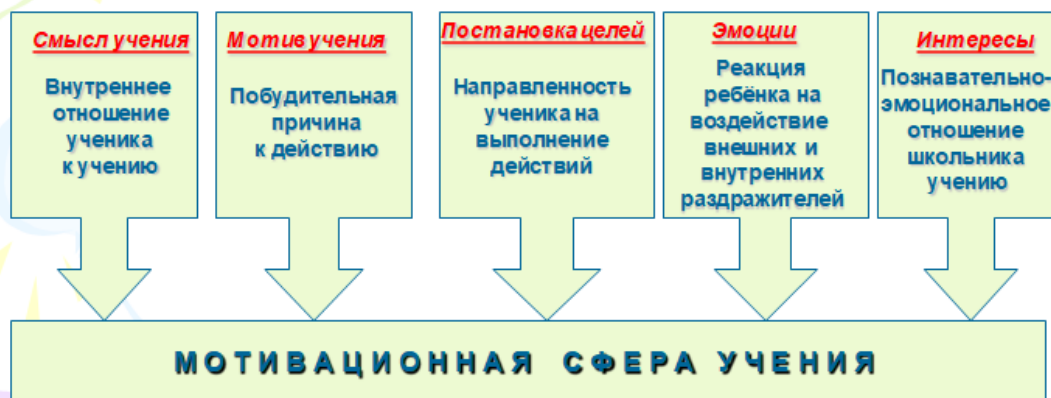 Смысл учения
Внутреннее
отношение
ученика
к учению
Мотив учения
Побудительная
причина
к действию
Постановка целей
Направленность
ученика на
выполнение
действий
Эмоции
Реакция
ребёнка на
воздействие
внешних и
внутренних
раздражителей
Интересы
Познавательно-
эмоциональное
отношение
школьника
учению
МОТИВАЦИОННАЯ СФЕРА УЧЕНИЯ